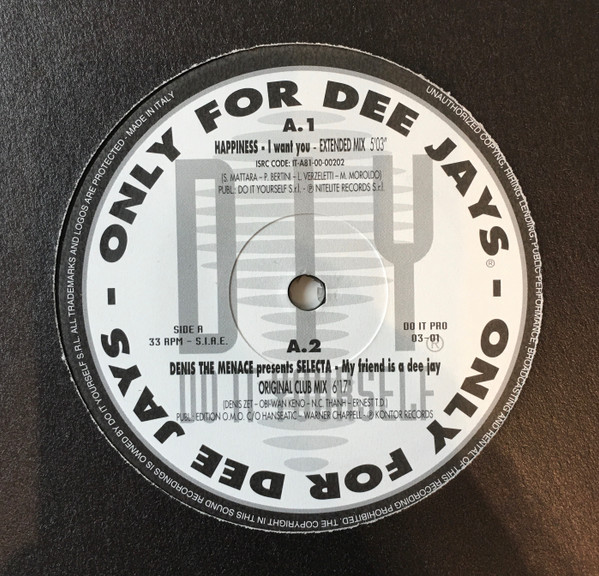 ONLY FOR DEE JAYS® - ONLY FOR DEE JAYS -
A.1
HAPPINESS - I want you - EXTENDED MIX 5'03"
ISRC CODE: IT-A81-00-00202
(S. MATTARA – P. BERTINI – L. VERZELETTI – M. MOROLDO)
PUBL: DO IT YOURSELF S.r.l. - ℗ NITELITE RECORDS S.r.l.
DIY®
SIDE A
33 RPM - S.I.A.E.
DO IT PRO
03-01
A.2
DENIS THE MENACE presents SELECTA - My friend is a dee jay
ORIGINAL CLUB MIX 6'17"
DO IT YOURSELF
(DENIS ZET – OBI-WAN KENO – N.C. THANH – ERNEST T.D.)
PUBL: EDITION O.M.O. C/O HANSEATIC – WARNER CHAPPELL - ℗ KONTOR RECORDS
UNAUTHORIZED COPYNG, HIRING, LENDING, PUBLIC PERFORMANCE, BROADCASTING AND RENTAL OF THIS RECORDING PROHIBITED. THE COPYRIGHT IN THIS SOUND RECORDINGS IS OWNED BY DO IT YOURSELF S.R.L. ALL TRADEMARKS AND LOGOS ARE PROTECTED - MADE IN ITALY